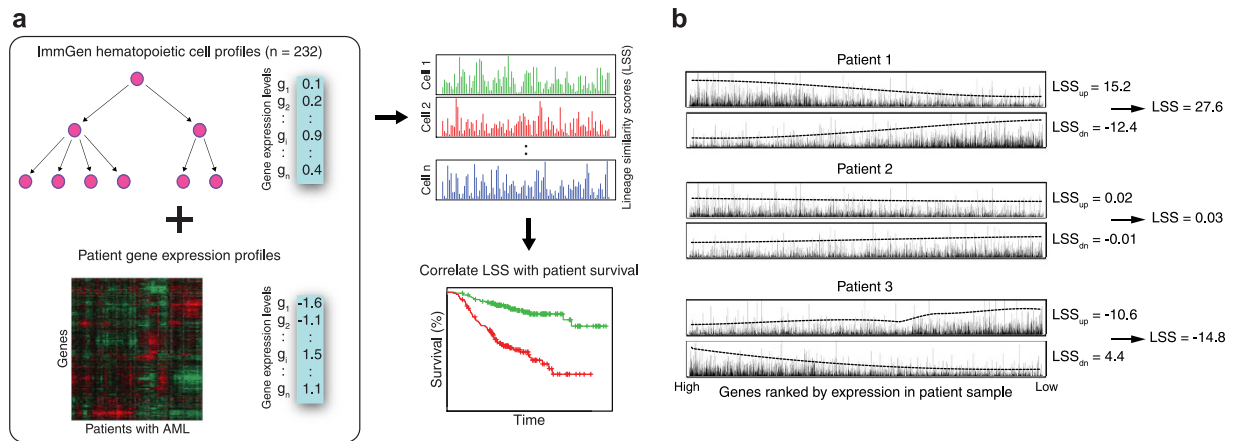 a
ImmGen hematopoietic cell profiles (n = 232)
Gene expression levels
g1 0.1
g2 0.2
: :
gi 0.9
: :
gn 0.4
Patient gene expression profiles
Genes
Patients with AML
Gene expression levels
g1 -1.6
g2 -1.1
: :
gi 1.5
: :
gn 1.1
Cell 1
Cell 2
:
Cell n
Lineage similarity scores (LSS)
Correlate LSS with patient survival
Survival (%)
Time
b
Patient 1
LSSup = 15.2
LSS = 27.6
LSSdn = -12.4
Patient 2
LSSup = 0.02
LSS = 0.03
LSSdn = -0.01
Patient 3
LSSup = -10.6
LSS = -14.8
LSSdn = 4.4
High
Low
Genes ranked by expression in patient sample